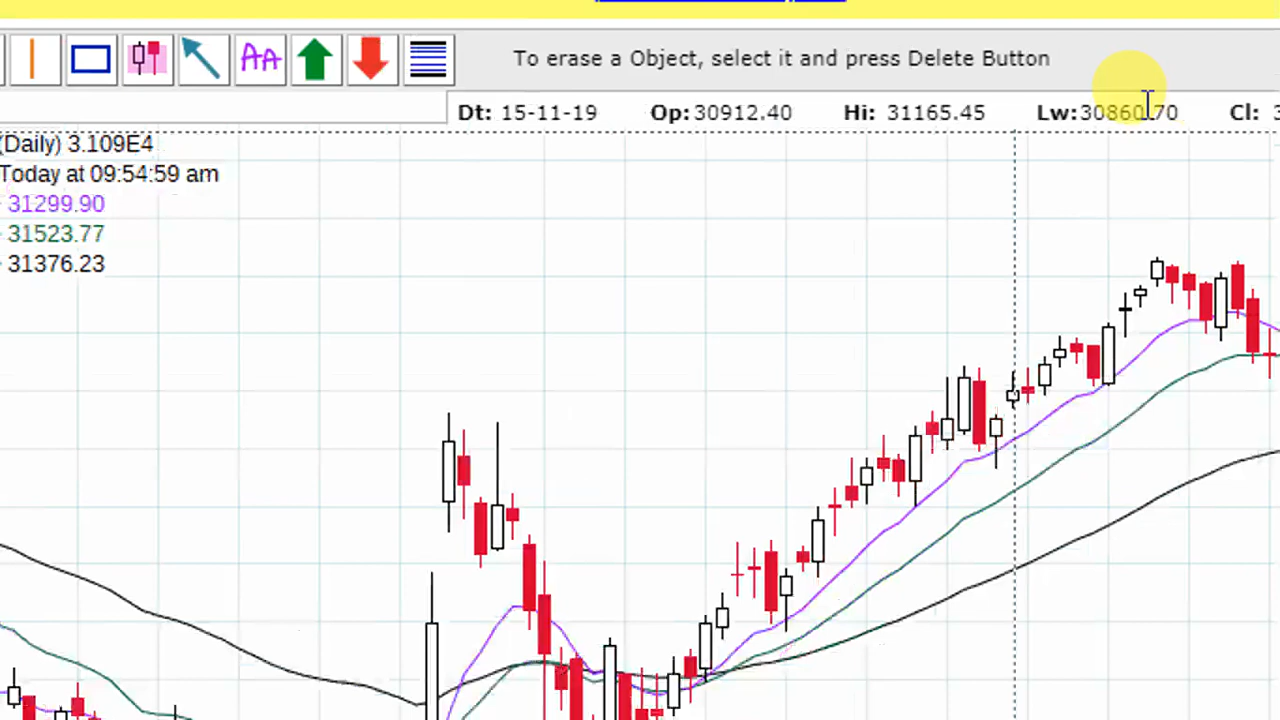 AA
To erase a Object, select it and press Delete Button
Dt: 15-11-19 Op:30912.40 Hi: 31165.45 Lw:30860.70 Cl:
(Daily) 3.109E4
Today at 09:54:59 am
31299.90
31523.77
31376.23